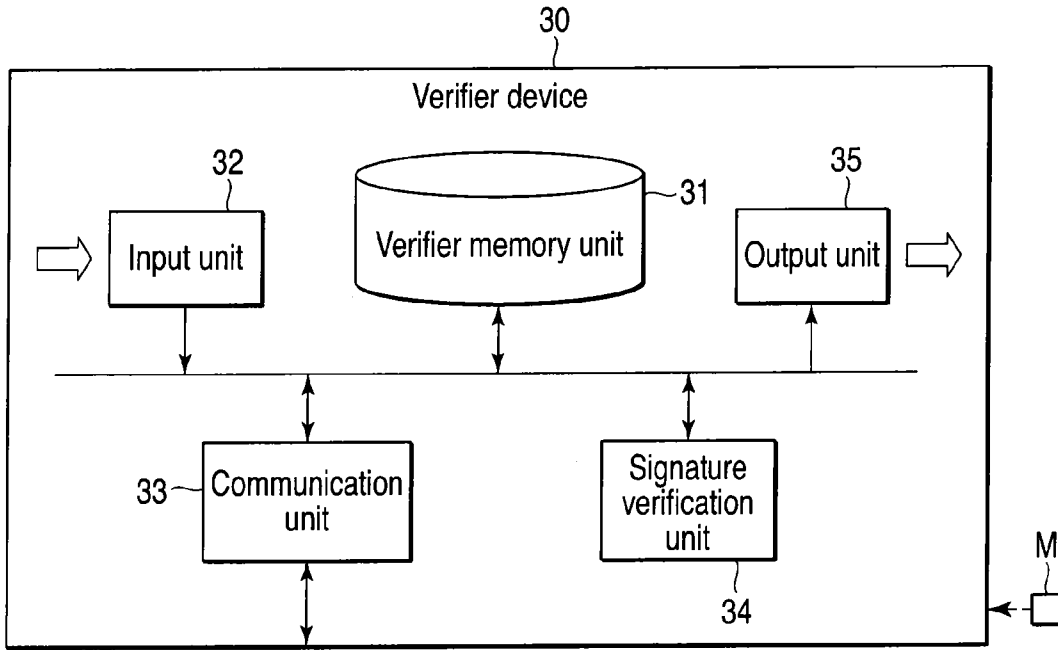 30
Verifier device
32
31
35
Input unit
Verifier memory unit
Output unit
33
Communication
unit
Signature
verification
unit
34
M